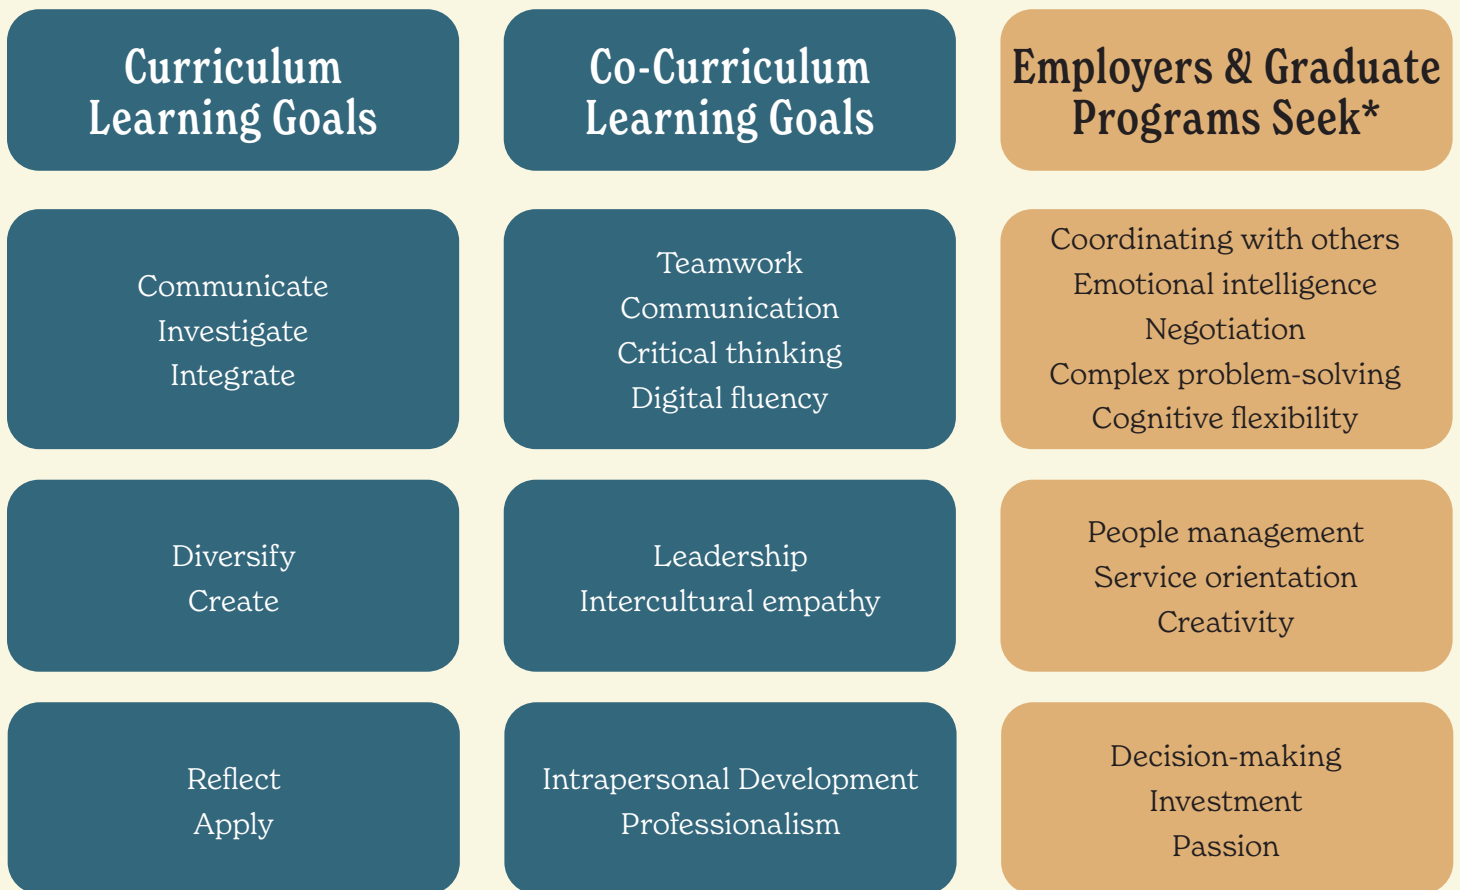 Curriculum
Learning Goals
Co-Curriculum
Learning Goals
Employers & Graduate
Programs Seek*
Communicate
Investigate
Integrate
Teamwork
Communication
Critical thinking
Digital fluency
Coordinating with others
Emotional intelligence
Negotiation
Complex problem-solving
Cognitive flexibility
Diversify
Create
Leadership
Intercultural empathy
People management
Service orientation
Creativity
Reflect
Apply
Intrapersonal Development
Professionalism
Decision-making
Investment
Passion